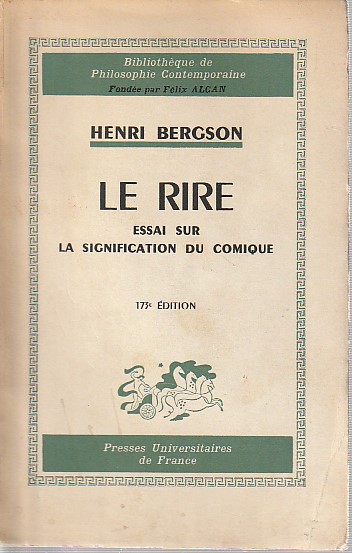 Bibliothèque de
Philosophie Contemporaine
Fondée par Félix ALCAN
HENRI BERGSON
LE RIRE
ESSAI SUR
LA SIGNIFICATION DU COMIQUE
173e ÉDITION
Presses Universitaires
de France